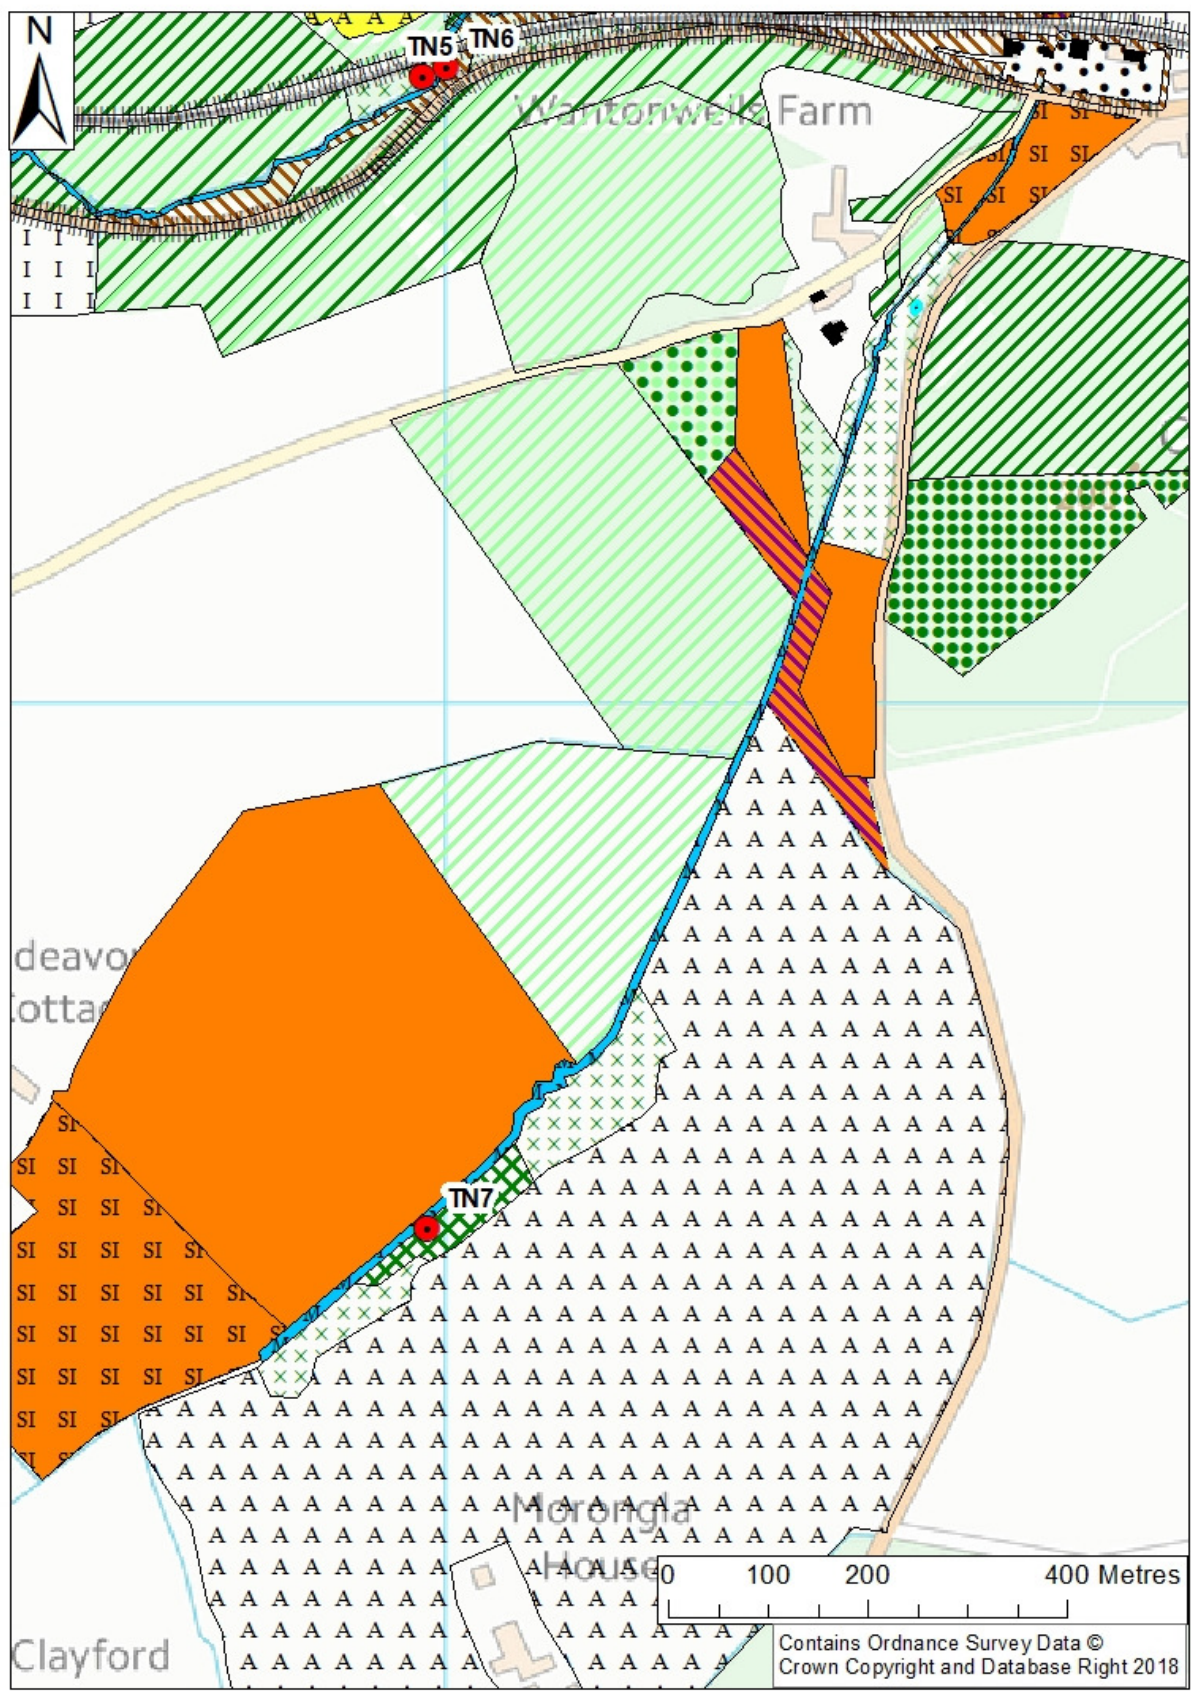 N
TN5
TN6
Wantonwells Farm
TN7
Morongla
House
Clayford
0 100 200 400 Metres
Contains Ordnance Survey Data ©
Crown Copyright and Database Right 2018